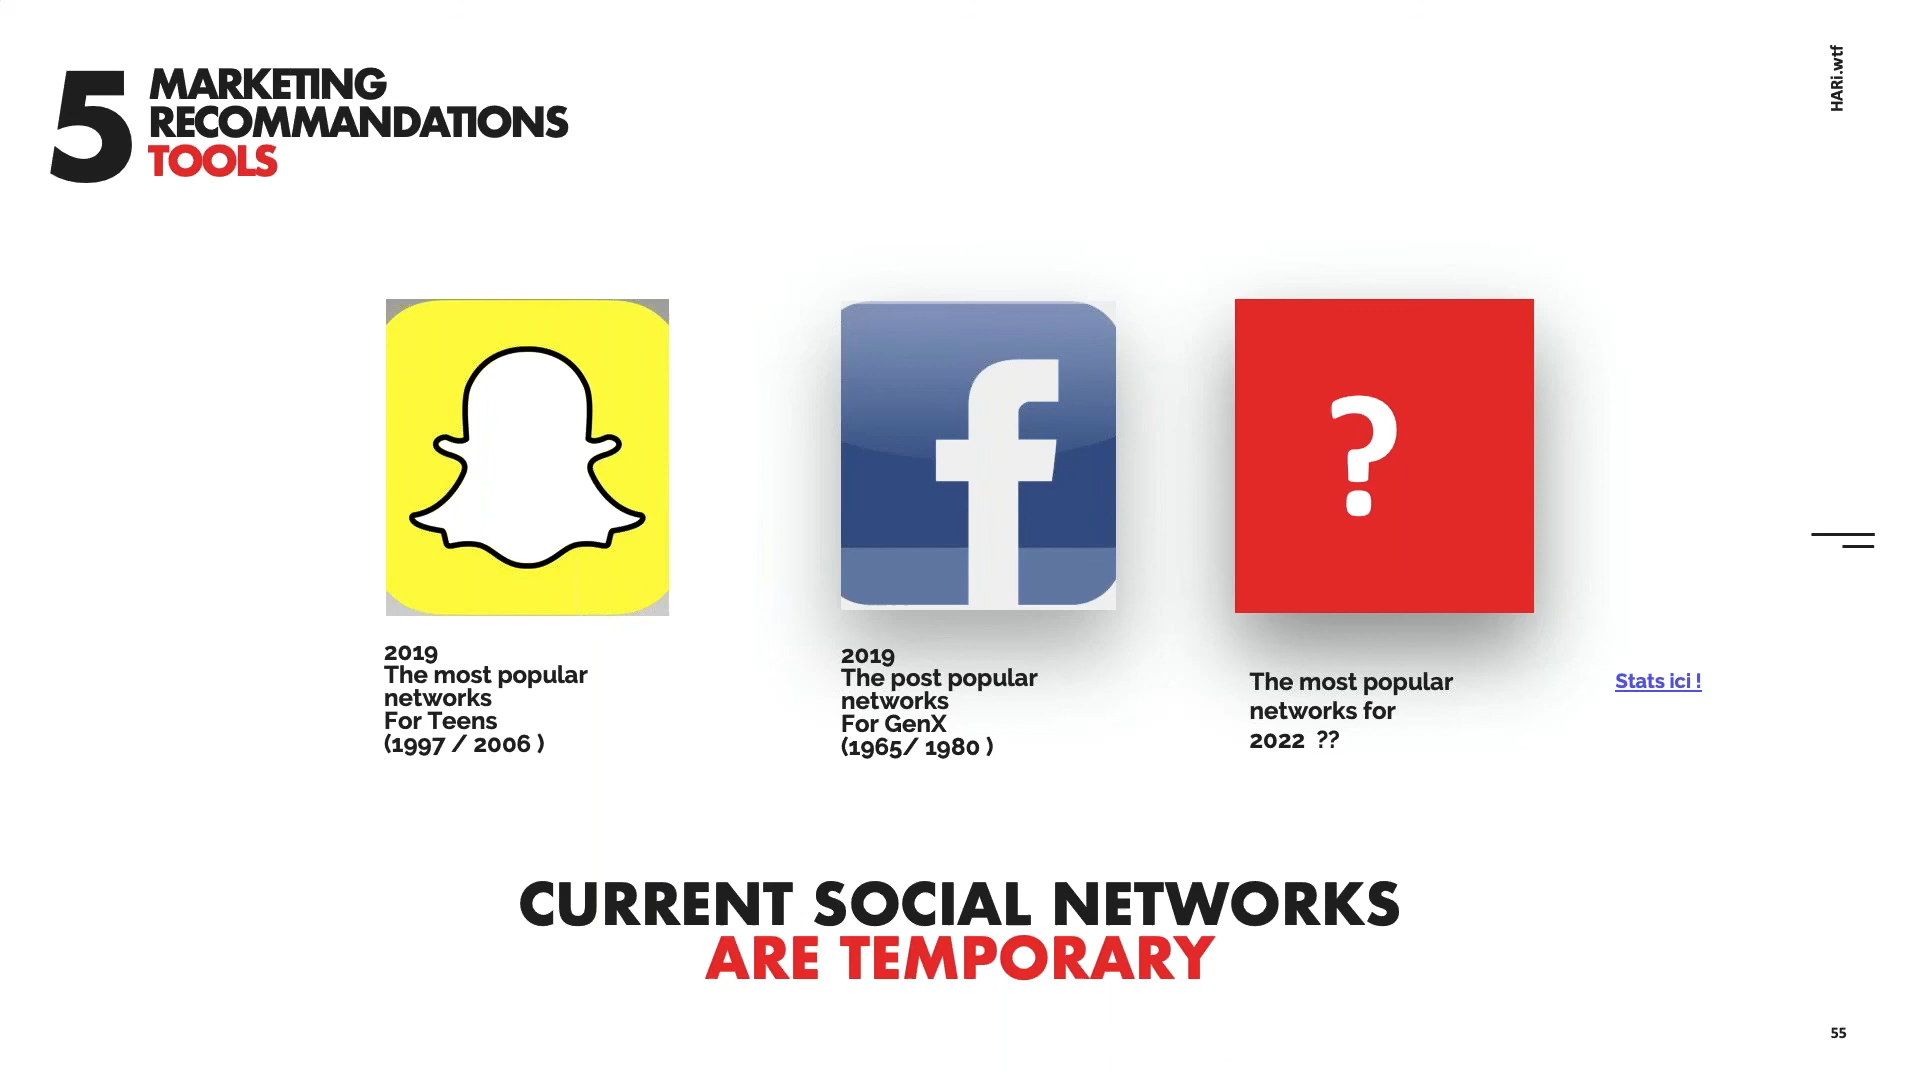 5
MARKETING
RECOMMANDATIONS
TOOLS
HARi.wtf
f
?
2019
The most popular
networks
For Teens
(1997 / 2006 )
2019
The post popular
networks
For GenX
(1965/ 1980 )
The most popular
networks for
2022 ??
Stats ici !
CURRENT SOCIAL NETWORKS
ARE TEMPORARY
55